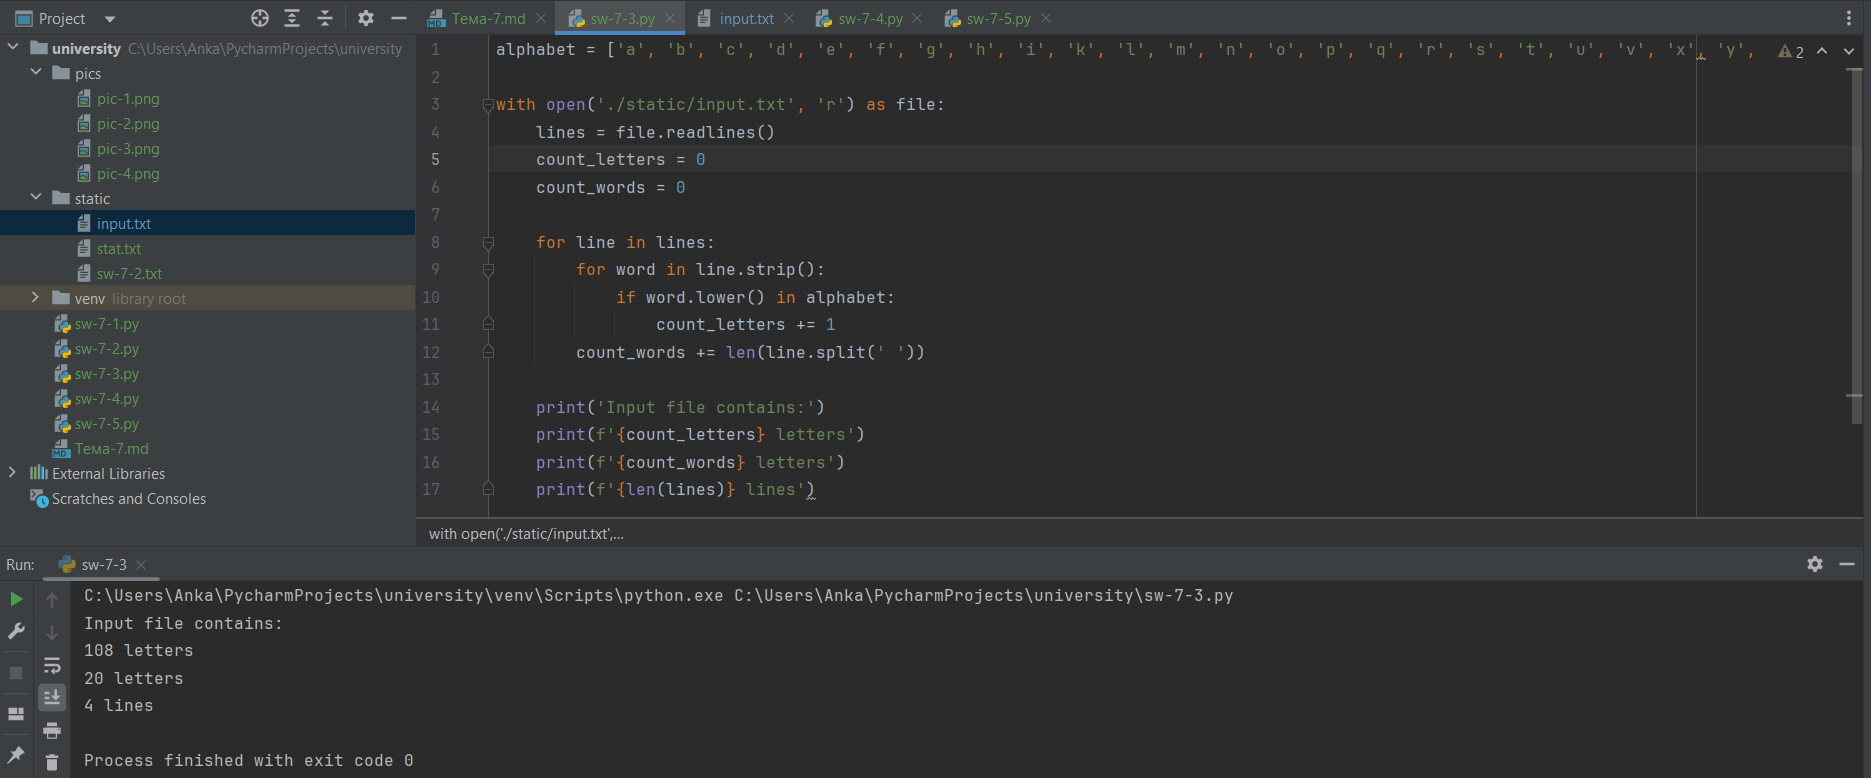 Project
Тема-7.md
sw-7-3.py
input.txt
sw-7-4.py
sw-7-5.py
university C:\Users\Anka\PycharmProjects\university
pics
pic-1.png
pic-2.png
pic-3.png
pic-4.png
static
input.txt
stat.txt
sw-7-2.txt
venv library root
sw-7-1.py
sw-7-2.py
sw-7-3.py
sw-7-4.py
sw-7-5.py
Тема-7.md
External Libraries
Scratches and Consoles
1 alphabet = ['a', 'b', 'c', 'd', 'e', 'f', 'g', 'h', 'i', 'k', 'l', 'm', 'n', 'o', 'p', 'q', 'r', 's', 't', 'u', 'v', 'x', 'y',
2
2
3 with open('./static/input.txt', 'r') as file:
4 lines = file.readlines()
5 count_letters = 0
6 count_words = 0
7
8 for line in lines:
9 for word in line.strip():
10 if word.lower() in alphabet:
11 count_letters += 1
12 count_words += len(line.split(' '))
13
14 print('Input file contains:')
15 print(f'{count_letters} letters')
16 print(f'{count_words} letters')
17 print(f'{len(lines)} lines')
with open('./static/input.txt',...
Run: sw-7-3
C:\Users\Anka\PycharmProjects\university\venv\Scripts\python.exe C:\Users\Anka\PycharmProjects\university\sw-7-3.py
Input file contains:
108 letters
20 letters
4 lines
Process finished with exit code 0